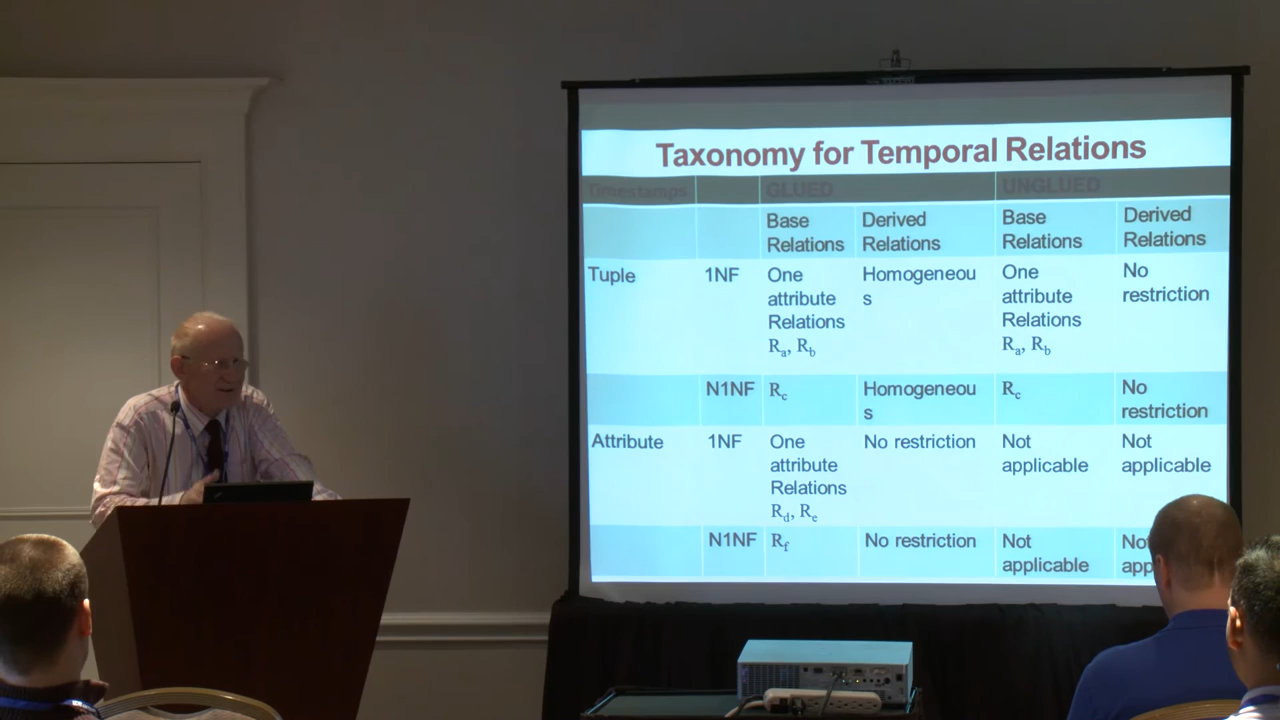 Taxonomy for Temporal Relations
Timestamps GLUED UNGLUED
Base Derived Base Derived
Relations Relations Relations Relations
Tuple 1NF One Homogeneou One No
attribute s attribute restriction
Relations Relations
Ra, Rb Ra, Rb
N1NF Rc Homogeneou Rc No
s restriction
Attribute 1NF One No restriction Not Not
attribute applicable applicable
Relations
Rd, Re
N1NF Rf No restriction Not
applicable